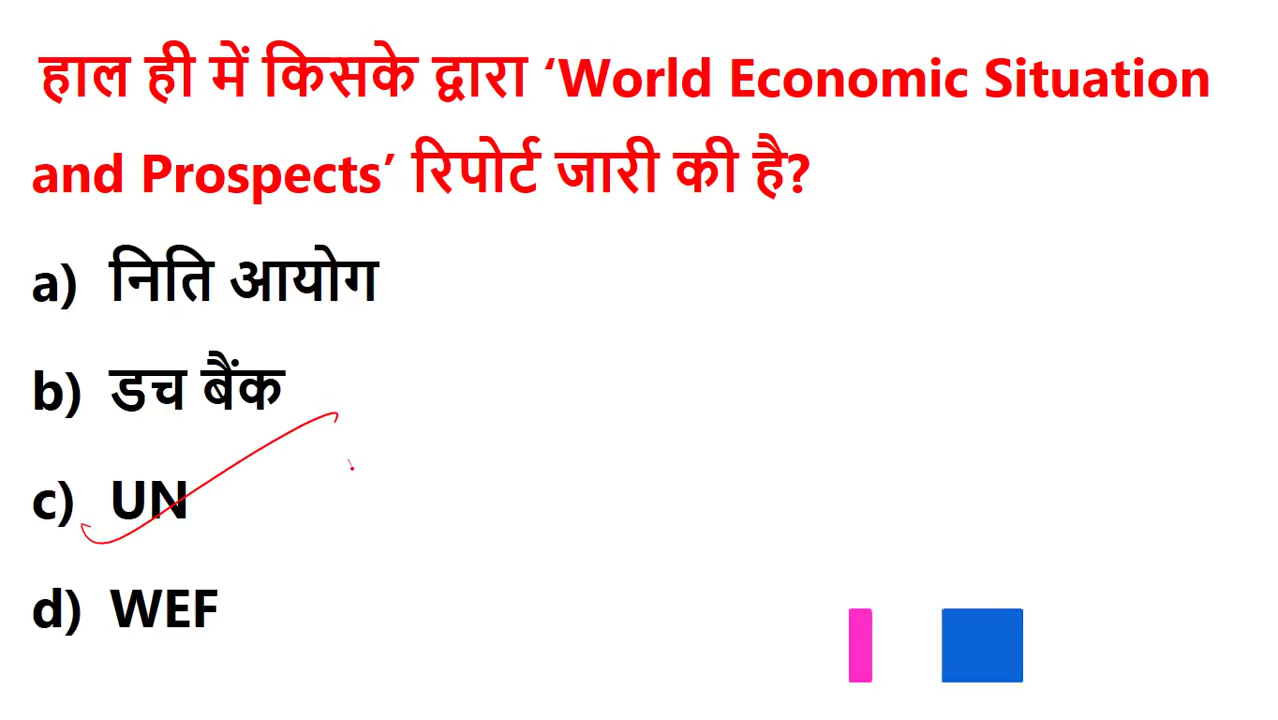 हाल ही में किसके द्वारा ‘World Economic Situation
and Prospects’ रिपोर्ट जारी की है?
a) निति आयोग
b) डच बैंक
c) UN
d) WEF